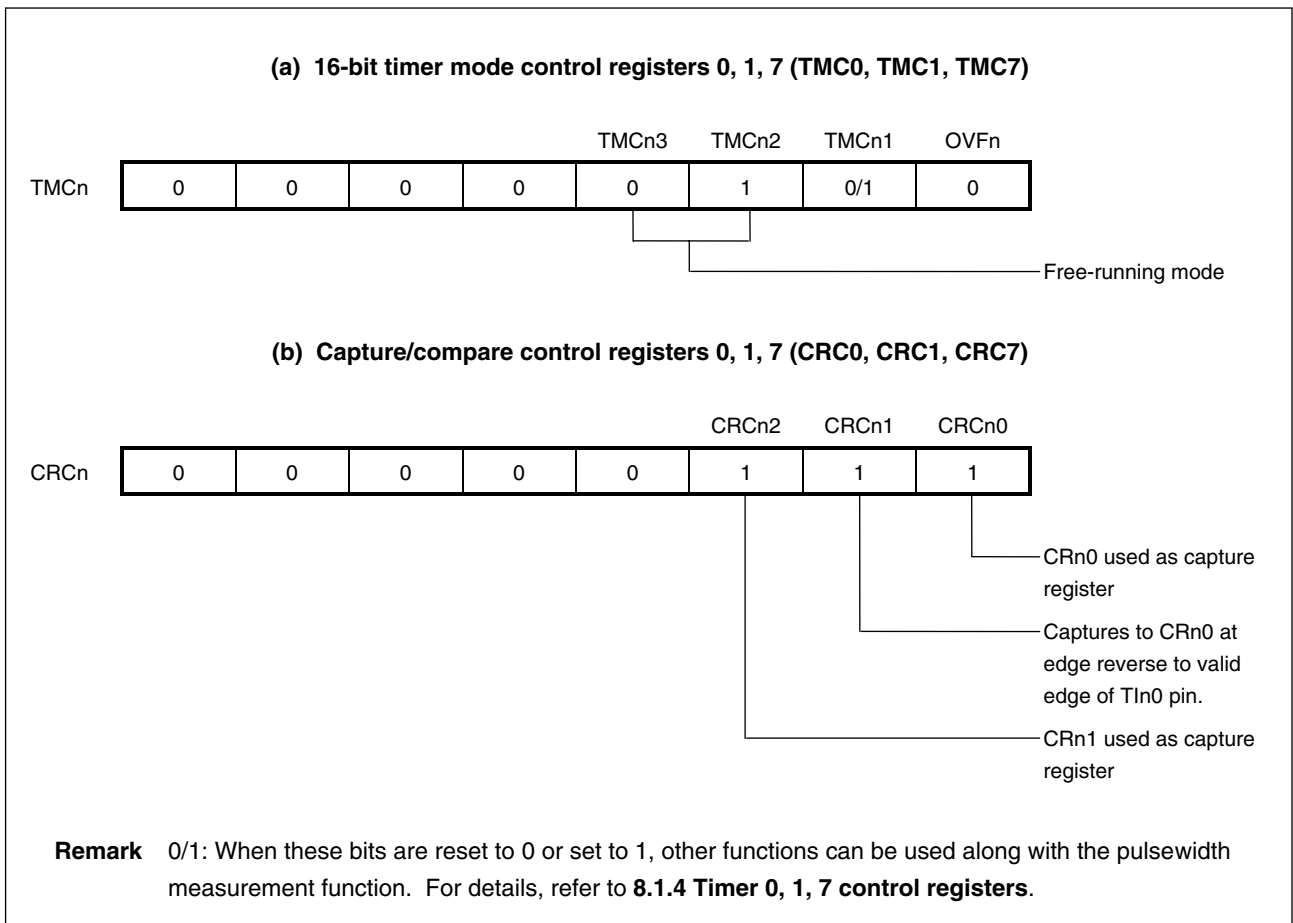 (a) 16-bit timer mode control registers 0, 1, 7 (TMC0, TMC1, TMC7)
TMCn3 TMCn2 TMCn1 OVFn
TMCn 0 0 0 0 0 1 0/1 0
Free-running mode
(b) Capture/compare control registers 0, 1, 7 (CRC0, CRC1, CRC7)
CRCn2 CRCn1 CRCn0
CRCn 0 0 0 0 0 1 1 1
CRn0 used as capture
register
Captures to CRn0 at
edge reverse to valid
edge of TIn0 pin.
CRn1 used as capture
register
Remark 0/1: When these bits are reset to 0 or set to 1, other functions can be used along with the pulsewidth
measurement function. For details, refer to 8.1.4 Timer 0, 1, 7 control registers.